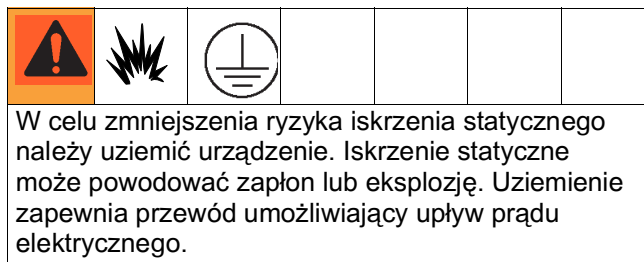 W celu zmniejszenia ryzyka iskrzenia statycznego
należy uziemić urządzenie. Iskrzenie statyczne
może powodować zapłon lub eksplozję. Uziemienie
zapewnia przewód umożliwiający upływ prądu
elektrycznego.